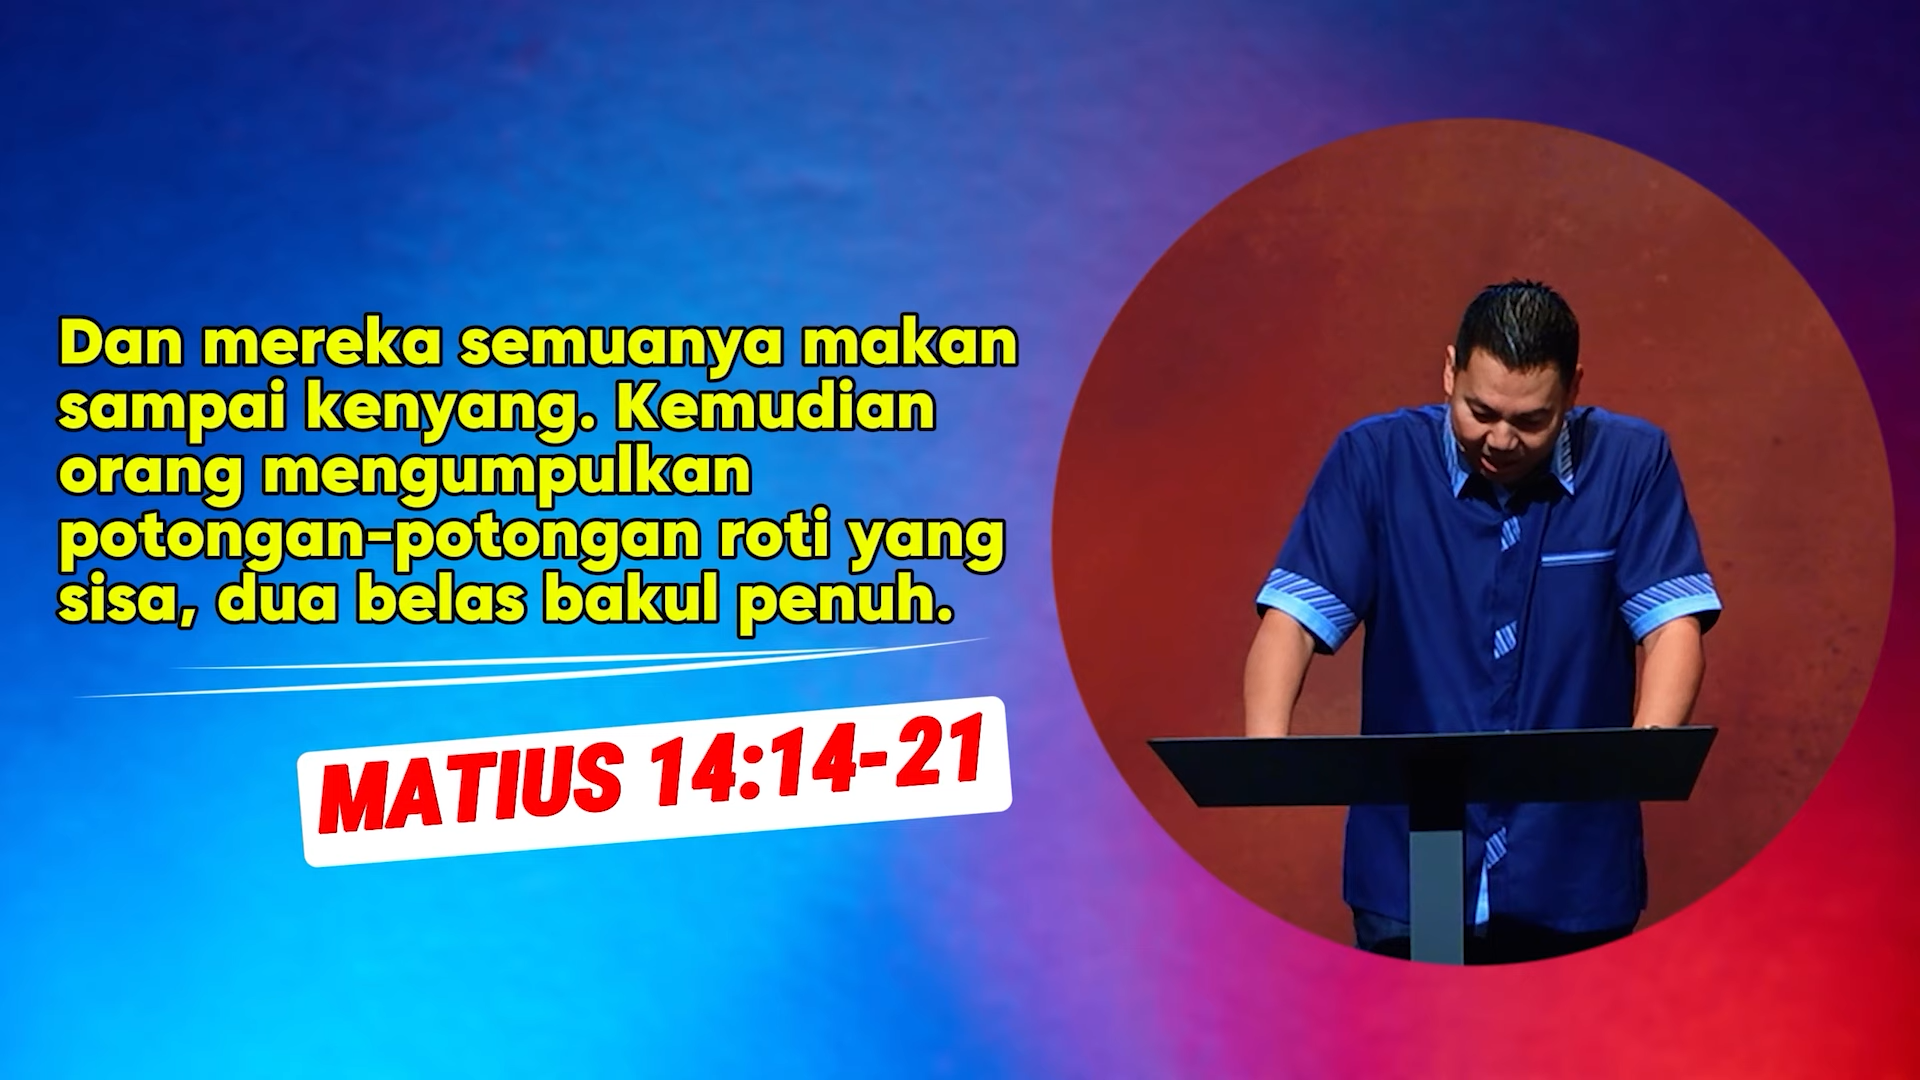 Dan mereka semuanya makan
sampai kenyang. Kemudian
orang mengumpulkan
potongan-potongan roti yang
sisa, dua belas bakul penuh.
MATIUS 14:14-21